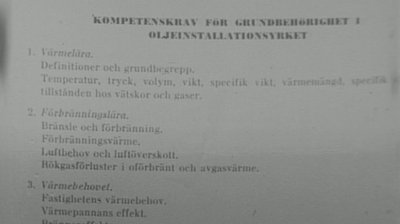 KOMPETENSKRAV FÖR GRUNDBEHÖRIGHET I
OLJEINSTALLATIONSYRKET
1. Värmelära.
Definitioner och grundbegrepp.
Temperatur, tryck, volym, vikt, specifik vikt, värmemängd, specifik
tillstånden hos vätskor och gaser.
2. Förbränningslära.
Bränsle och förbränning.
Förbränningsvärme.
Luftbehov och luftöverskott.
Rökgasförluster i oförbränt och avgasvärme.
3. Värmebehovet.
Fastighetens värmebehov.
Värmepannans effekt.